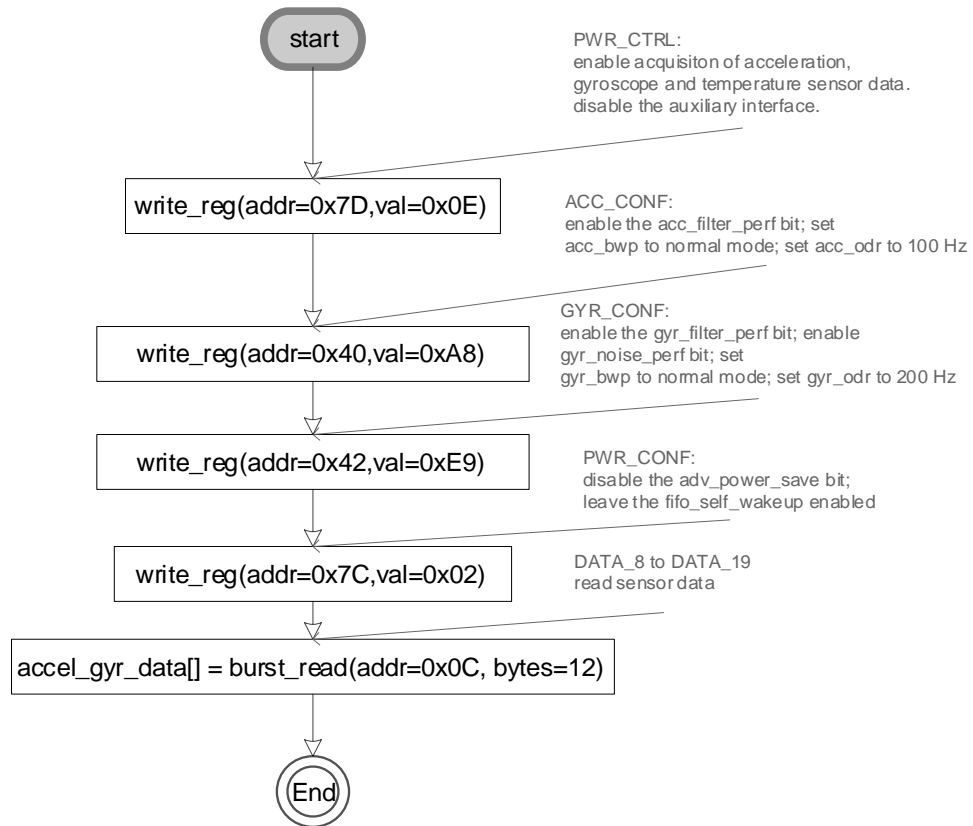 start
PWR_CTRL:
enable acquisiton of acceleration,
gyroscope and temperature sensor data.
disable the auxiliary interface.
write_reg(addr=0x7D,val=0x0E)
ACC_CONF:
enable the acc_filter_perf bit; set
acc_bwp to normal mode; set acc_odr to 100 Hz
write_reg(addr=0x40,val=0xA8)
GYR_CONF:
enable the gyr_filter_perf bit; enable
gyr_noise_perf bit; set
gyr_bwp to normal mode; set gyr_odr to 200 Hz
write_reg(addr=0x42,val=0xE9)
PWR_CONF:
disable the adv_power_save bit;
leave the fifo_self_wakeup enabled
write_reg(addr=0x7C,val=0x02)
DATA_8 to DATA_19
read sensor data
accel_gyr_data[] = burst_read(addr=0x0C, bytes=12)
End